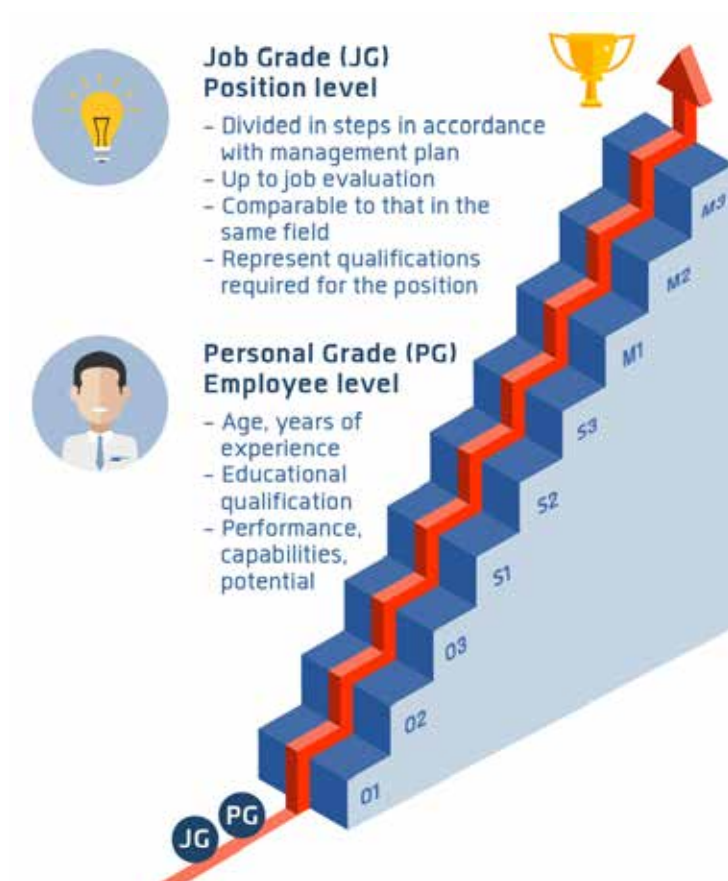 Job Grade (JG)
Position level
- Divided in steps in accordance
with management plan
- Up to job evaluation
- Comparable to that in the
same field
- Represent qualifications
required for the position
Personal Grade (PG)
Employee level
- Age, years of
experience
- Educational
qualification
- Performance,
capabilities,
potential
M3
M2
M1
S3
S2
S1
O3
O2
O1
PG
JG